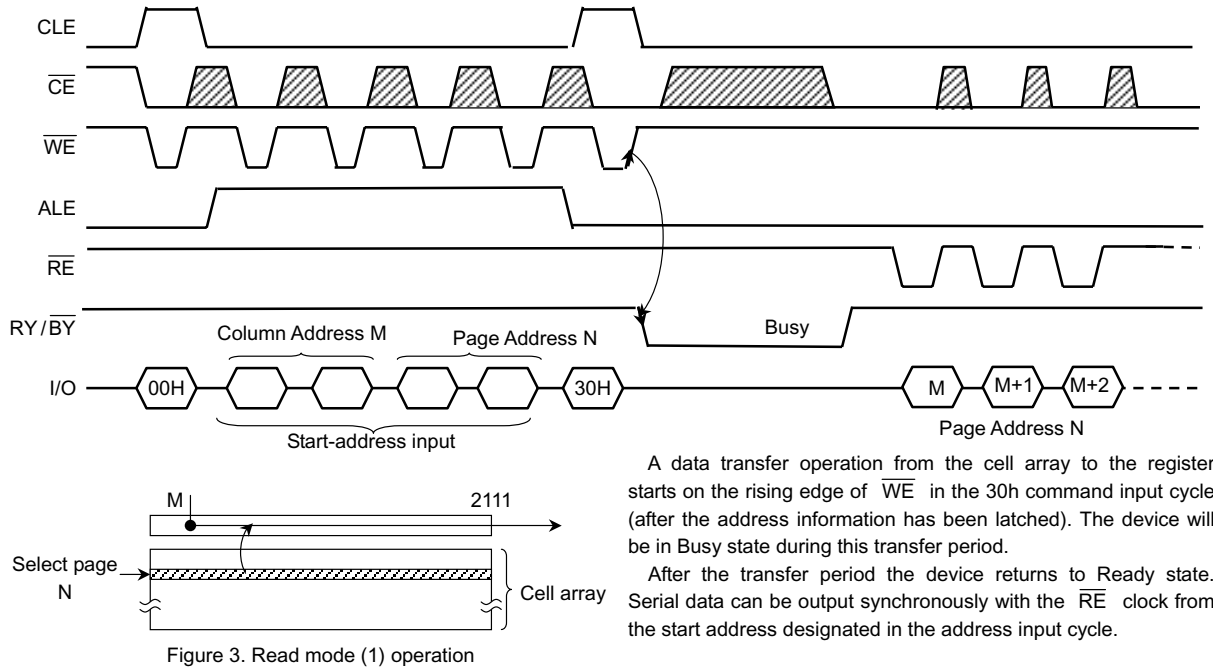 CLE
CE
WE
ALE
RE
RY/BY Busy
Column Address M Page Address N
I/O 00H 30H M M+1 M+2
Start-address input Page Address N
M 2111
Select page
N
Cell array
Figure 3. Read mode (1) operation
A data transfer operation from the cell array to the register
starts on the rising edge of WE in the 30h command input cycle
(after the address information has been latched). The device will
be in Busy state during this transfer period.
After the transfer period the device returns to Ready state.
Serial data can be output synchronously with the RE clock from
the start address designated in the address input cycle.